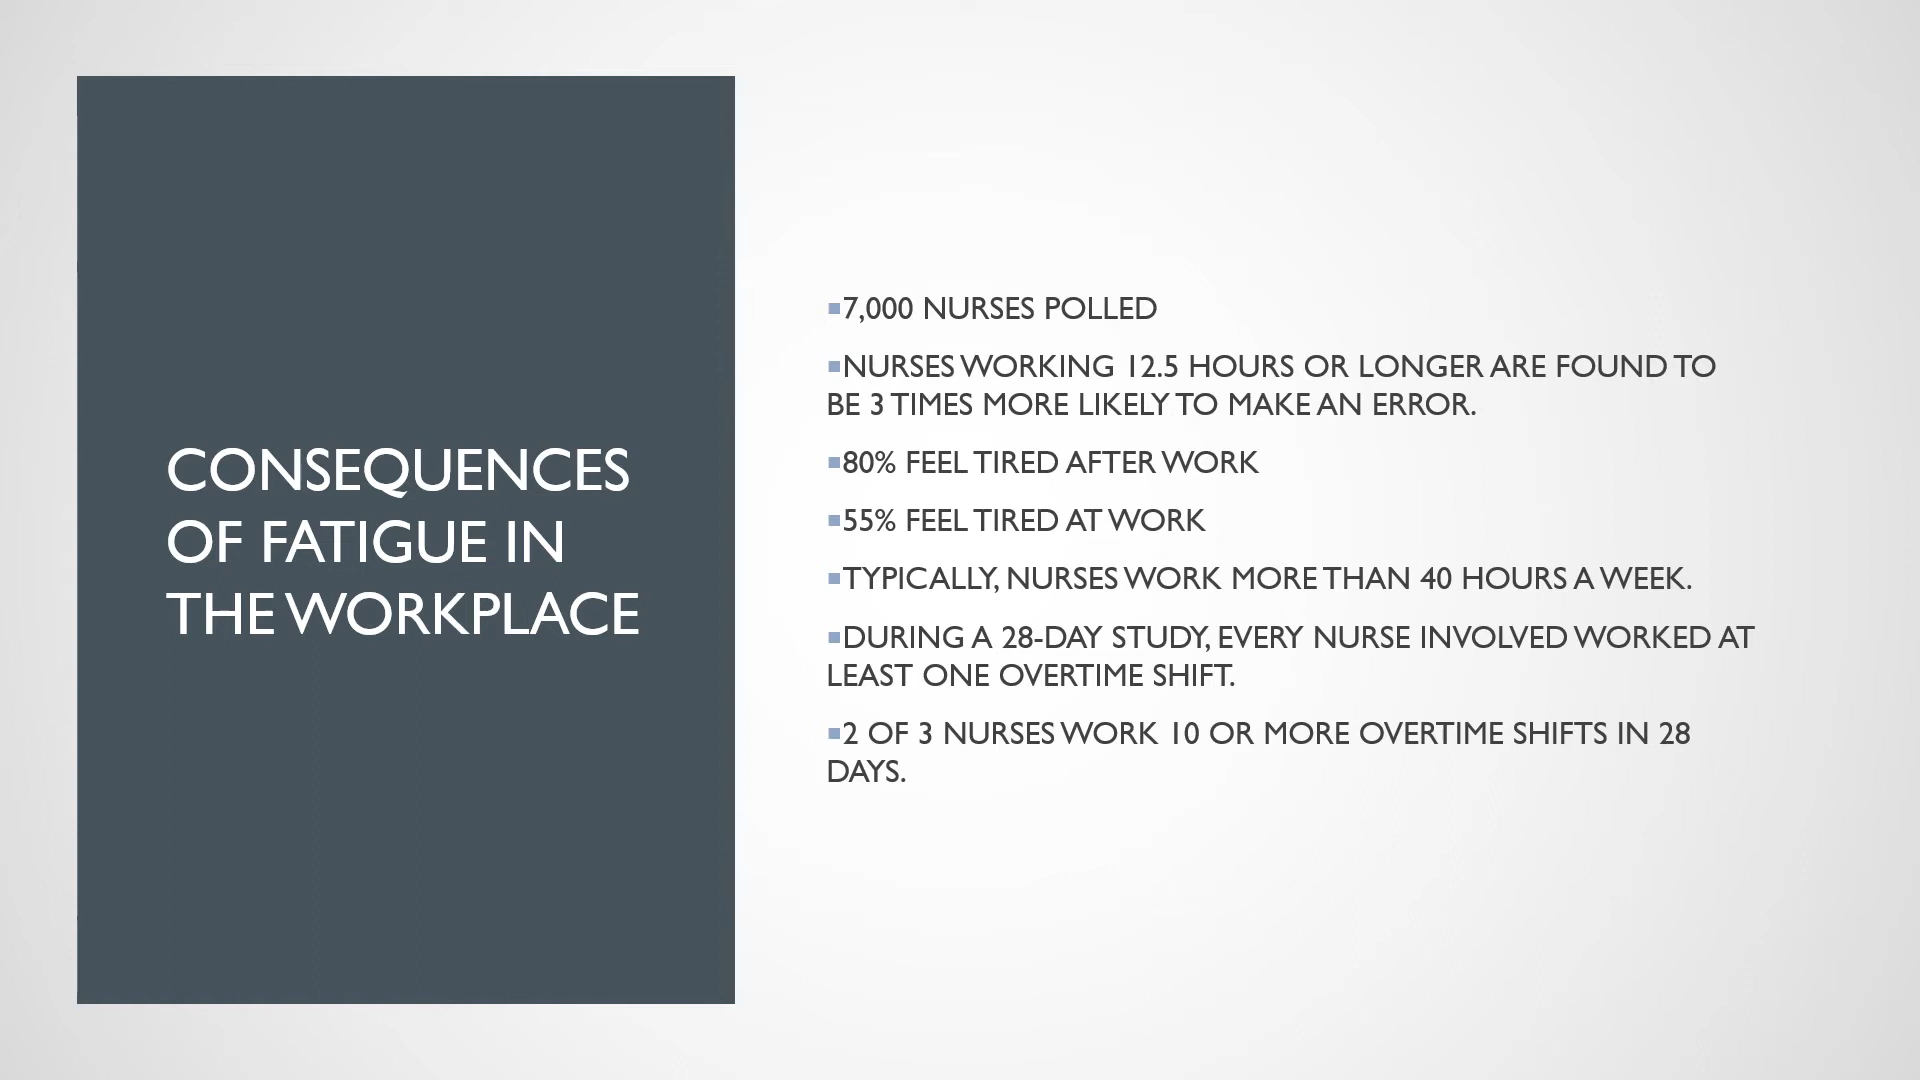 CONSEQUENCES
OF FATIGUE IN
THE WORKPLACE
▪7,000 NURSES POLLED
▪NURSES WORKING 12.5 HOURS OR LONGER ARE FOUND TO
BE 3 TIMES MORE LIKELY TO MAKE AN ERROR.
▪80% FEEL TIRED AFTER WORK
▪55% FEEL TIRED AT WORK
▪TYPICALLY, NURSES WORK MORE THAN 40 HOURS A WEEK.
▪DURING A 28-DAY STUDY, EVERY NURSE INVOLVED WORKED AT
LEAST ONE OVERTIME SHIFT.
▪2 OF 3 NURSES WORK 10 OR MORE OVERTIME SHIFTS IN 28
DAYS.